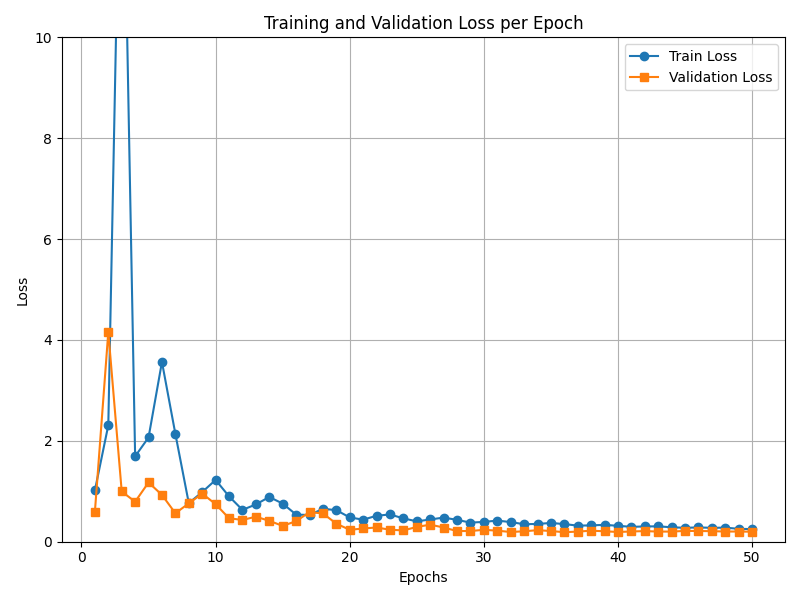 Training and Validation Loss per Epoch
Train Loss
Validation Loss
Loss
10
8
6
4
2
0
0 10 20 30 40 50
Epochs